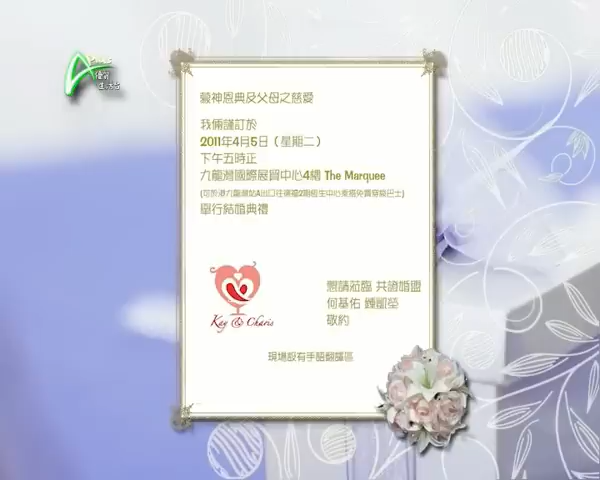 蒙神恩典及父母之慈愛
我倆謹訂於
2011年4月5日（星期二）
下午五時正
九龍灣國際展貿中心4樓 The Marquee
舉行結婚典禮
懇請蒞臨 共證婚盟
何基佑 鍾凱瑩
敬約
Kay & Charis
現場設有手語翻譯區